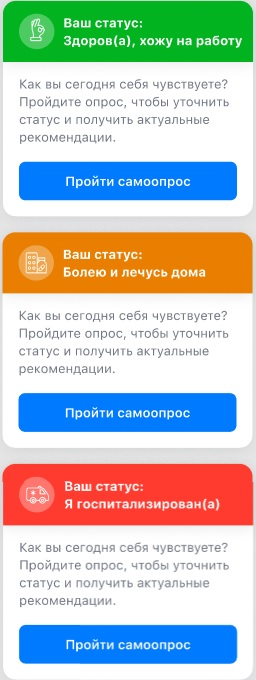 Ваш статус:
Здоров(а), хожу на работу
Как вы сегодня себя чувствуете?
Пройдите опрос, чтобы уточнить
статус и получить актуальные
рекомендации.
Пройти самоопрос
Ваш статус:
Болею и лечусь дома
Как вы сегодня себя чувствуете?
Пройдите опрос, чтобы уточнить
статус и получить актуальные
рекомендации.
Пройти самоопрос
Ваш статус:
Я госпитализирован(а)
Как вы сегодня себя чувствуете?
Пройдите опрос, чтобы уточнить
статус и получить актуальные
рекомендации.
Пройти самоопрос